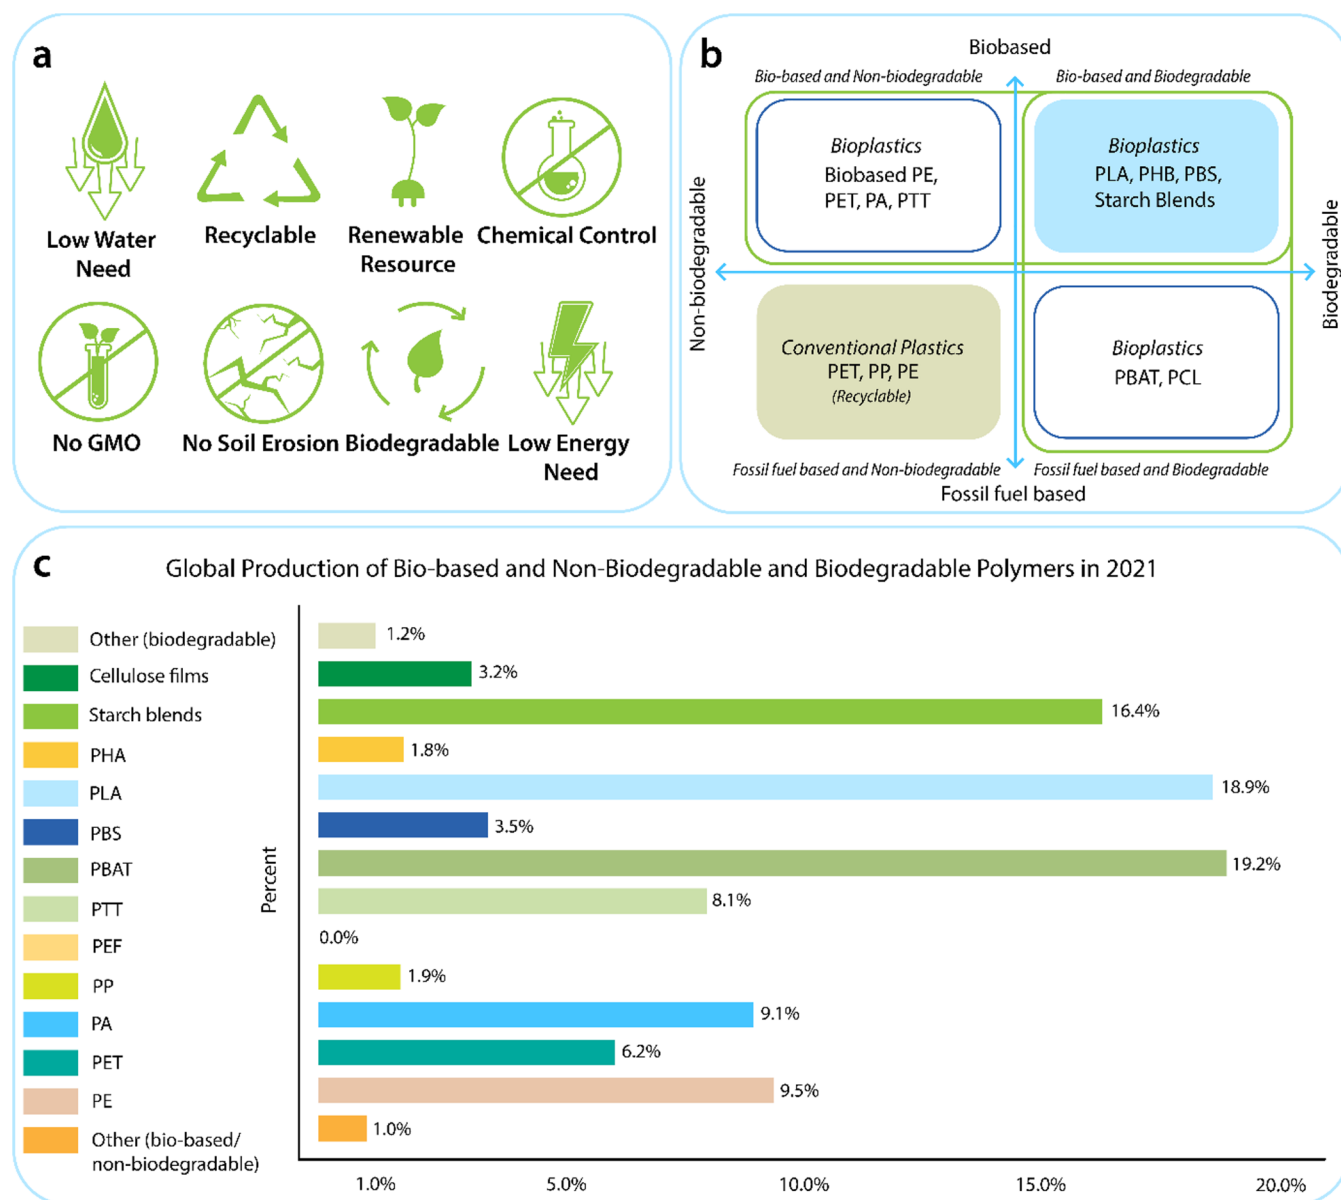 a
Low Water
Need
Recyclable
Renewable
Resource
Chemical Control
No GMO
No Soil Erosion
Biodegradable
Low Energy
Need
b
Biobased
Bio-based and Non-biodegradable
Bio-based and Biodegradable
Non-biodegradable
Bioplastics
Biobased PE,
PET, PA, PTT
Bioplastics
PLA, PHB, PBS,
Starch Blends
Biodegradable
Conventional Plastics
PET, PP, PE
(Recyclable)
Bioplastics
PBAT, PCL
Fossil fuel based and Non-biodegradable
Fossil fuel based and Biodegradable
Fossil fuel based
c
Global Production of Bio-based and Non-Biodegradable and Biodegradable Polymers in 2021
Other (biodegradable)
Cellulose films
Starch blends
PHA
PLA
PBS
PBAT
PTT
PEF
PP
PA
PET
PE
Other (bio-based/
non-biodegradable)
Percent
1.2%
3.2%
16.4%
1.8%
18.9%
3.5%
19.2%
8.1%
0.0%
1.9%
9.1%
6.2%
9.5%
1.0%
1.0%
5.0%
10.0%
15.0%
20.0%